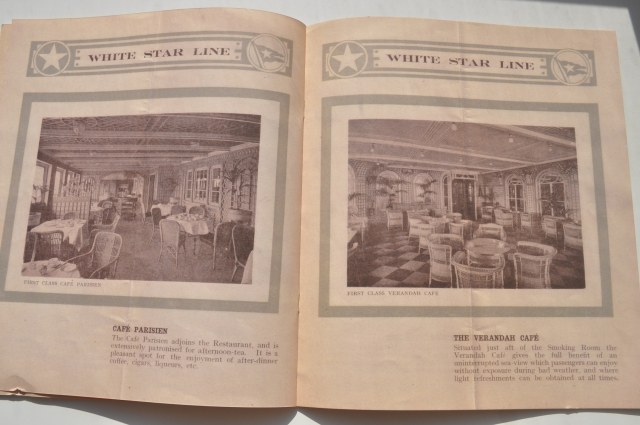 WHITE STAR LINE
FIRST CLASS CAFÉ PARISIEN
CAFÉ PARISIEN
The Café Parisien adjoins the Restaurant, and is
extensively patronised for afternoon-tea. It is a
pleasant spot for the enjoyment of after-dinner
coffee, cigars, liqueurs, etc.
WHITE STAR LINE
FIRST CLASS VERANDAH CAFÉ
THE VERANDAH CAFÉ
Situated just aft of the Smoking Room the
Verandah Café gives the full benefit of an
uninterrupted sea view which passengers can enjoy
without exposure during bad weather, and where
light refreshments can be obtained at all times.